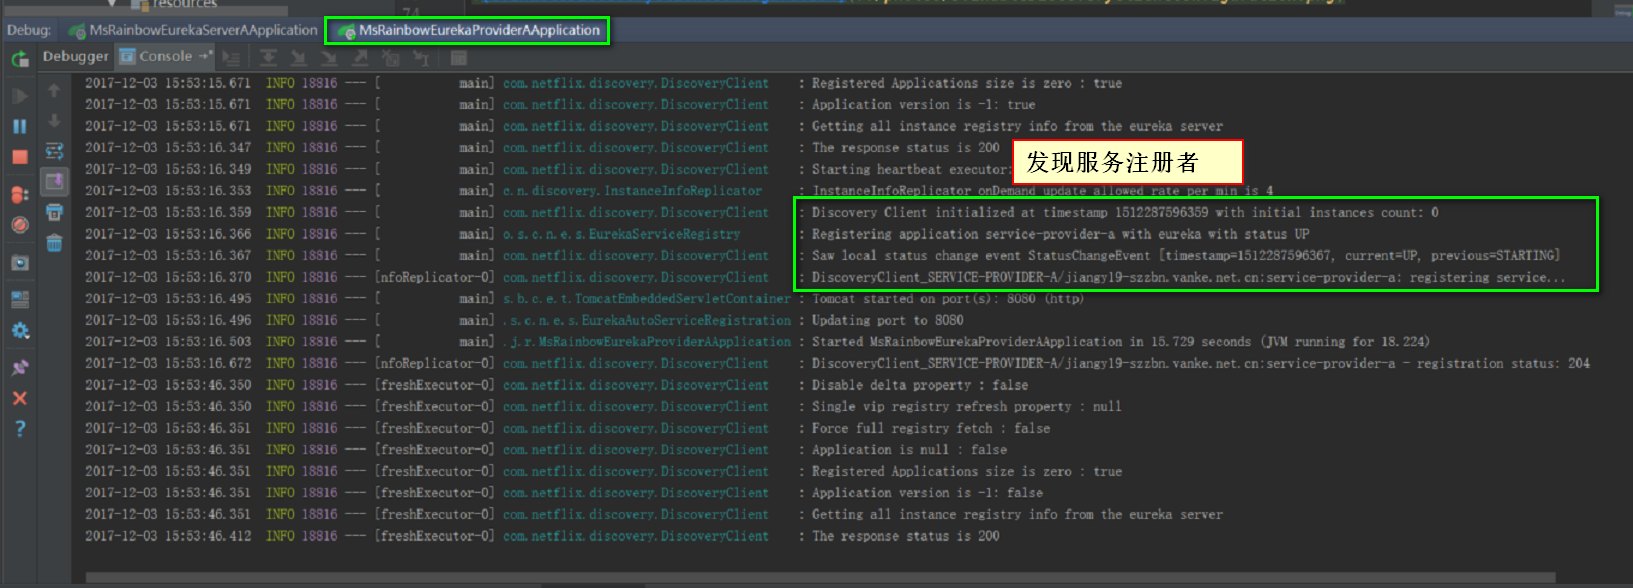 resources
74
Debug: MsRainbowEurekaServerAApplication MsRainbowEurekaProviderAApplication
Debugger Console
2017-12-03 15:53:15.671 INFO 18816 --- [ main] com.netflix.discovery.DiscoveryClient : Registered Applications size is zero : true
2017-12-03 15:53:15.671 INFO 18816 --- [ main] com.netflix.discovery.DiscoveryClient : Application version is -1: true
2017-12-03 15:53:15.671 INFO 18816 --- [ main] com.netflix.discovery.DiscoveryClient : Getting all instance registry info from the eureka server
2017-12-03 15:53:16.347 INFO 18816 --- [ main] com.netflix.discovery.DiscoveryClient : The response status is 200
发现服务注册者
2017-12-03 15:53:16.349 INFO 18816 --- [ main] com.netflix.discovery.DiscoveryClient : Starting heartbeat executor:
2017-12-03 15:53:16.353 INFO 18816 --- [ main] c.n.discovery.InstanceInfoReplicator : InstanceInfoReplicator onDemand update allowed rate per min is 4
2017-12-03 15:53:16.359 INFO 18816 --- [ main] com.netflix.discovery.DiscoveryClient : Discovery Client initialized at timestamp 1512287596359 with initial instances count: 0
2017-12-03 15:53:16.366 INFO 18816 --- [ main] o.s.c.n.e.s.EurekaServiceRegistry : Registering application service-provider-a with eureka with status UP
2017-12-03 15:53:16.367 INFO 18816 --- [ main] com.netflix.discovery.DiscoveryClient : Saw local status change event StatusChangeEvent [timestamp=1512287596367, current=UP, previous=STARTING]
2017-12-03 15:53:16.370 INFO 18816 --- [nfoReplicator-0] com.netflix.discovery.DiscoveryClient : DiscoveryClient_SERVICE-PROVIDER-A/jiangy19-szzbn.vanke.net.cn:service-provider-a: registering service...
2017-12-03 15:53:16.495 INFO 18816 --- [ main] s.b.c.e.t.TomcatEmbeddedServletContainer : Tomcat started on port(s): 8080 (http)
2017-12-03 15:53:16.496 INFO 18816 --- [ main] .s.c.n.e.s.EurekaAutoServiceRegistration : Updating port to 8080
2017-12-03 15:53:16.503 INFO 18816 --- [ main] .j.r.MsRainbowEurekaProviderAApplication : Started MsRainbowEurekaProviderAApplication in 15.729 seconds (JVM running for 18.224)
2017-12-03 15:53:16.672 INFO 18816 --- [nfoReplicator-0] com.netflix.discovery.DiscoveryClient : DiscoveryClient_SERVICE-PROVIDER-A/jiangy19-szzbn.vanke.net.cn:service-provider-a - registration status: 204
2017-12-03 15:53:46.350 INFO 18816 --- [freshExecutor-0] com.netflix.discovery.DiscoveryClient : Disable delta property : false
2017-12-03 15:53:46.350 INFO 18816 --- [freshExecutor-0] com.netflix.discovery.DiscoveryClient : Single vip registry refresh property : null
2017-12-03 15:53:46.351 INFO 18816 --- [freshExecutor-0] com.netflix.discovery.DiscoveryClient : Force full registry fetch : false
2017-12-03 15:53:46.351 INFO 18816 --- [freshExecutor-0] com.netflix.discovery.DiscoveryClient : Application is null : false
2017-12-03 15:53:46.351 INFO 18816 --- [freshExecutor-0] com.netflix.discovery.DiscoveryClient : Registered Applications size is zero : true
2017-12-03 15:53:46.351 INFO 18816 --- [freshExecutor-0] com.netflix.discovery.DiscoveryClient : Application version is -1: false
2017-12-03 15:53:46.351 INFO 18816 --- [freshExecutor-0] com.netflix.discovery.DiscoveryClient : Getting all instance registry info from the eureka server
2017-12-03 15:53:46.412 INFO 18816 --- [freshExecutor-0] com.netflix.discovery.DiscoveryClient : The response status is 200